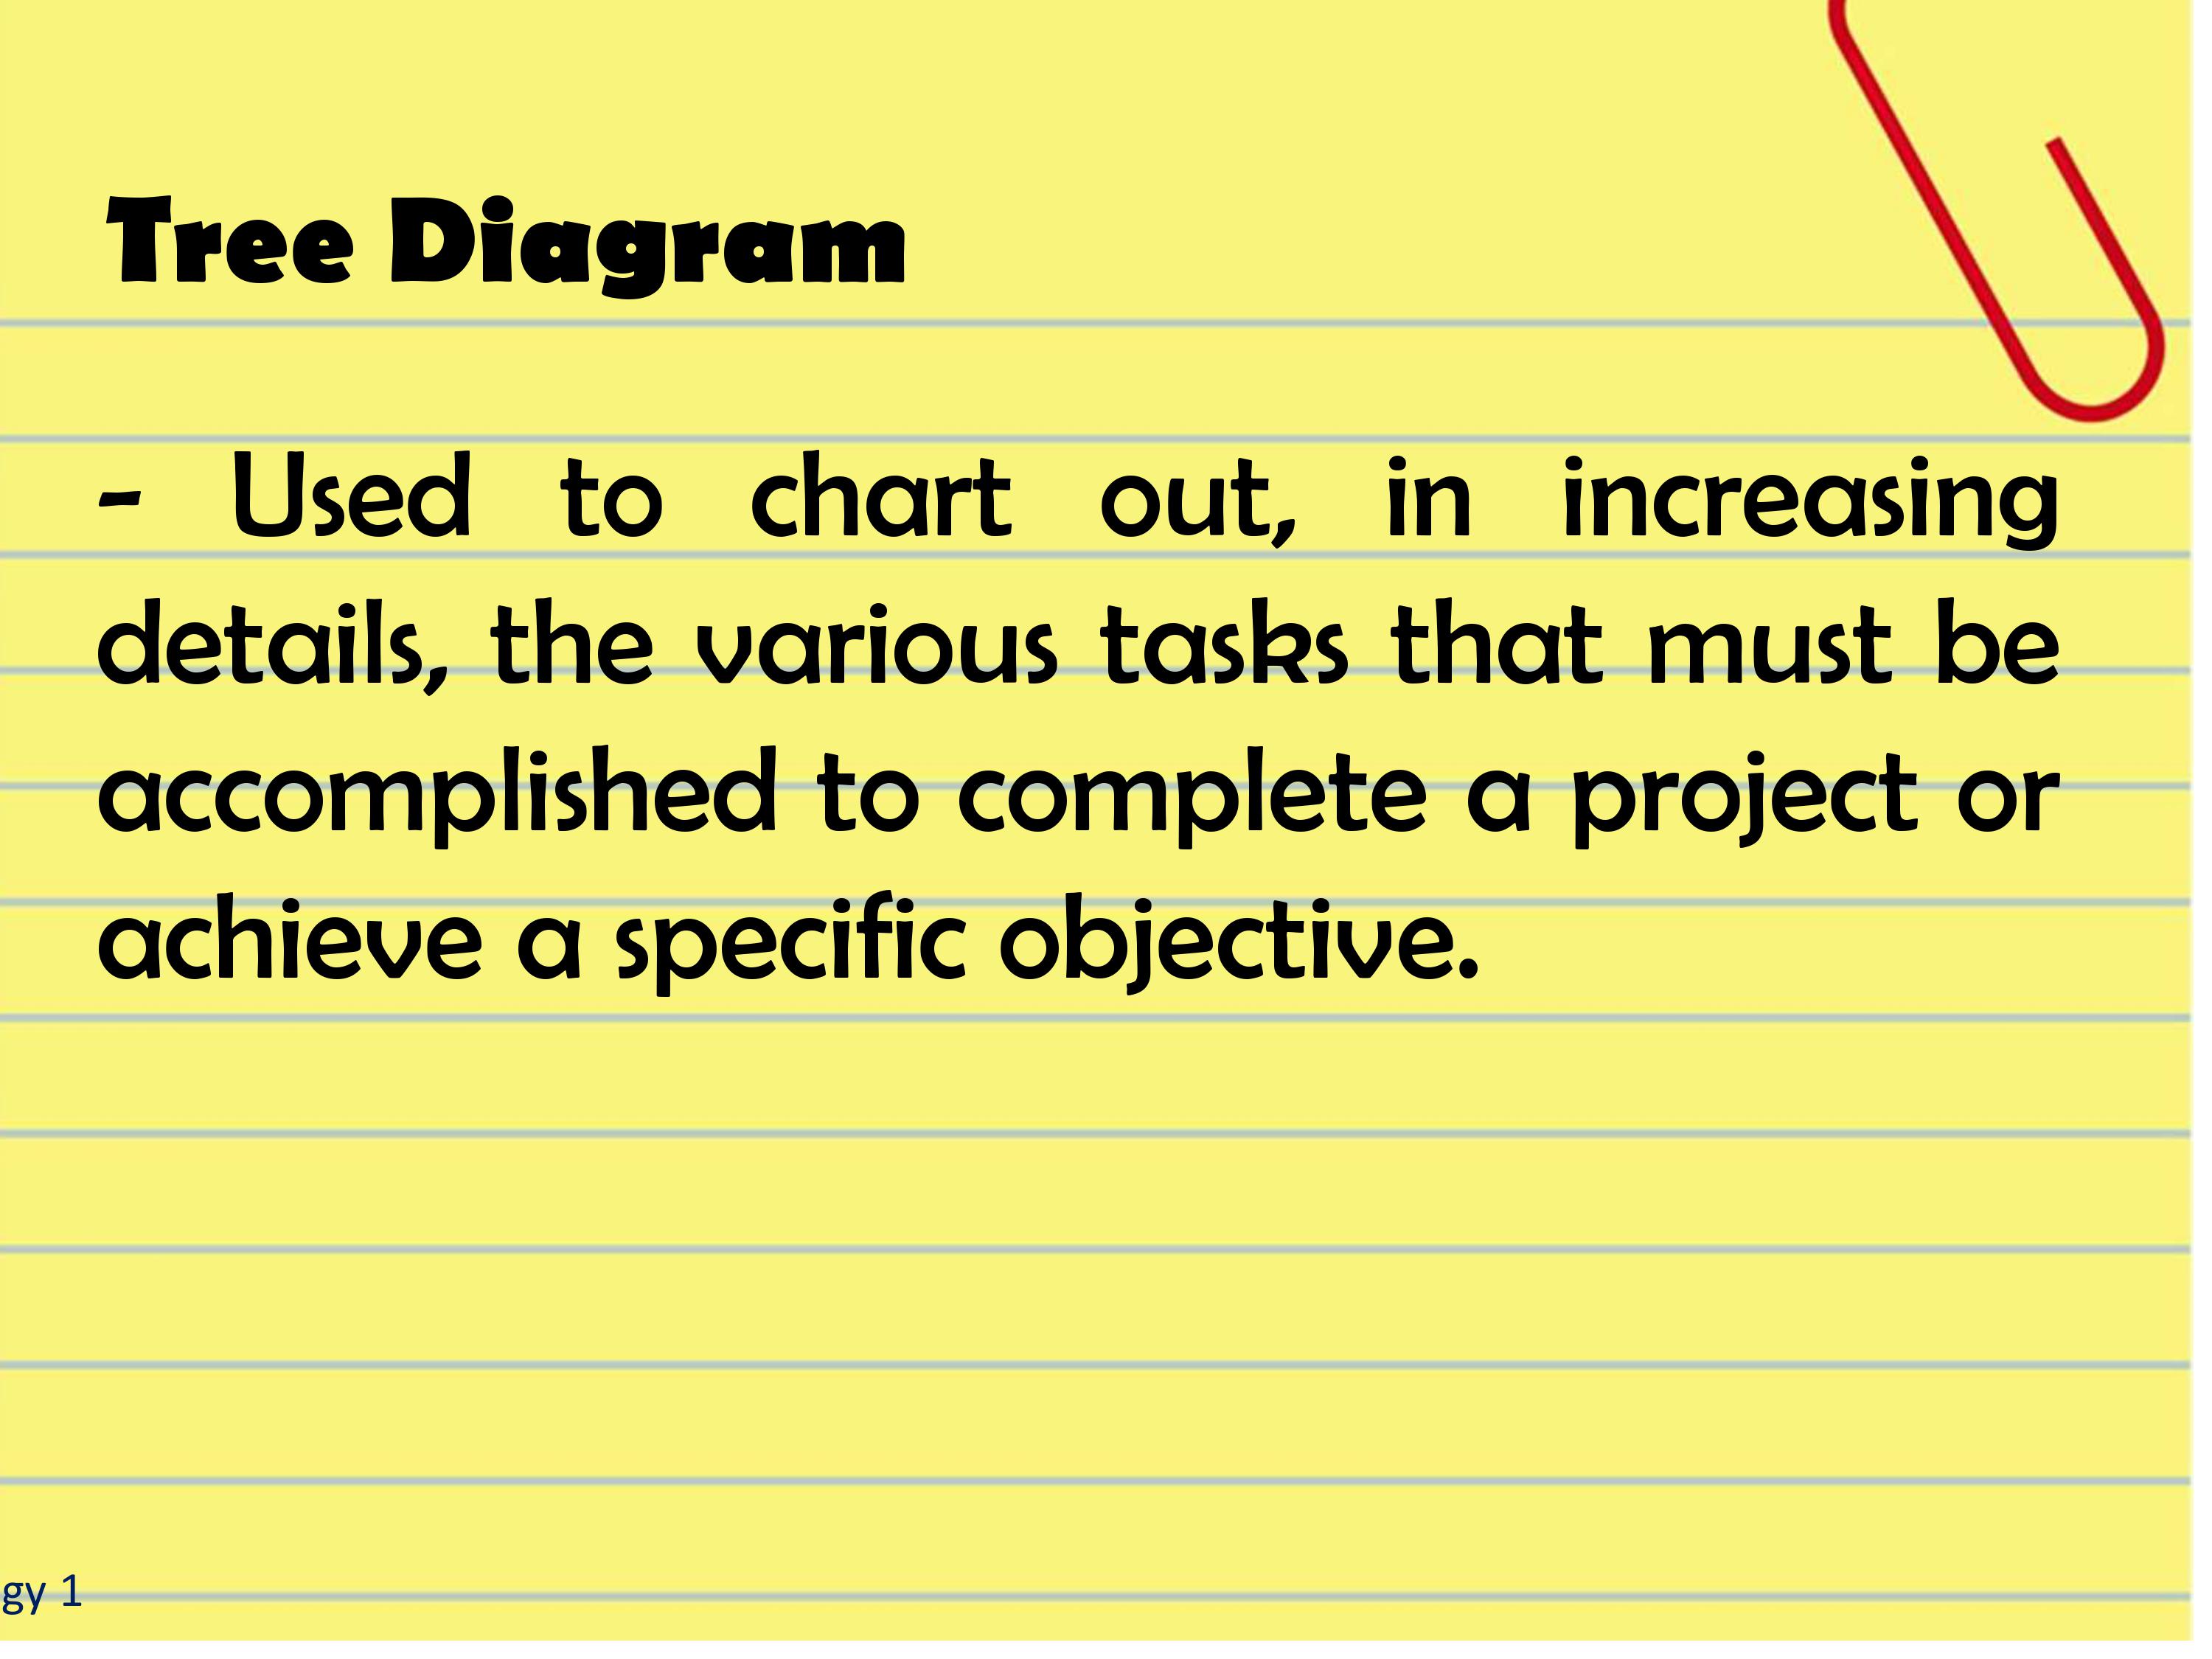 Tree Diagram
- Used to chart out, in increasing
details, the various tasks that must be
accomplished to complete a project or
achieve a specific objective.
gy 1